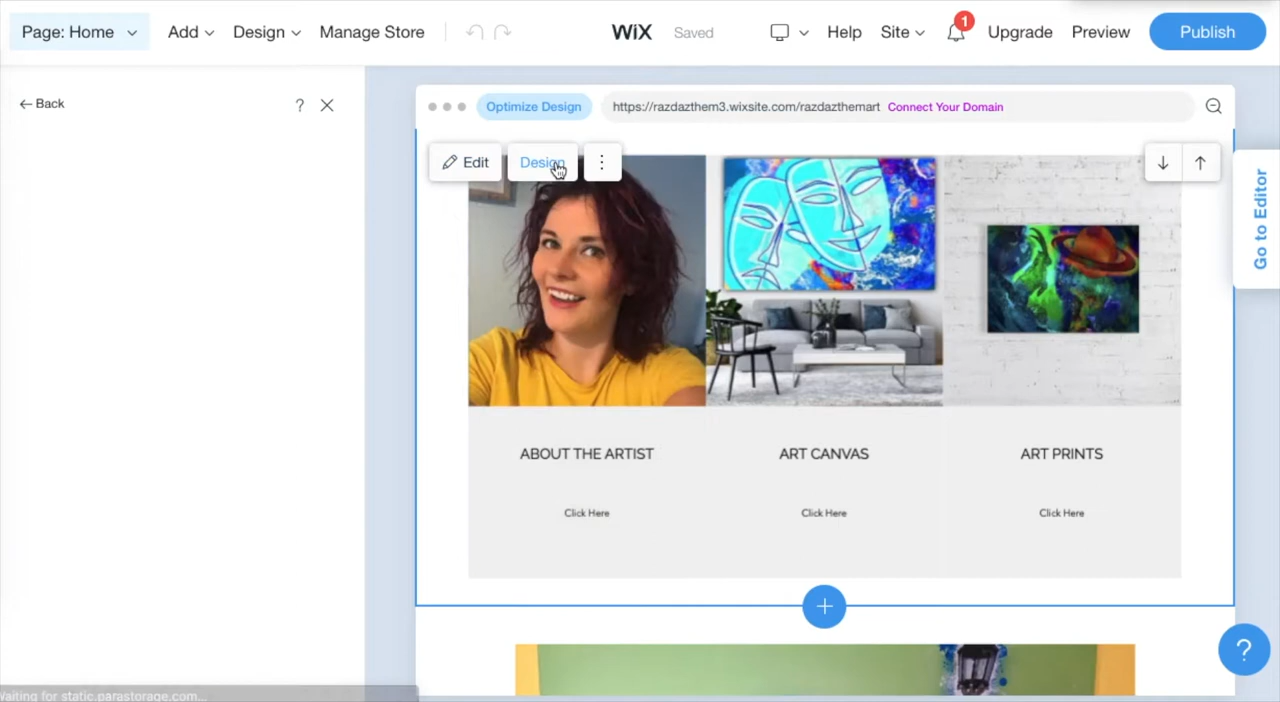 Page: Home Add Design Manage Store WiX Saved 1 Help Site Upgrade Preview Publish
Back ?
Optimize Design https://razdazthem3.wixsite.com/razdazthemart Connect Your Domain
Edit Design
Go to Editor
ABOUT THE ARTIST ART CANVAS ART PRINTS
Click Here Click Here Click Here
+
?
Waiting for static.parastorage.com...